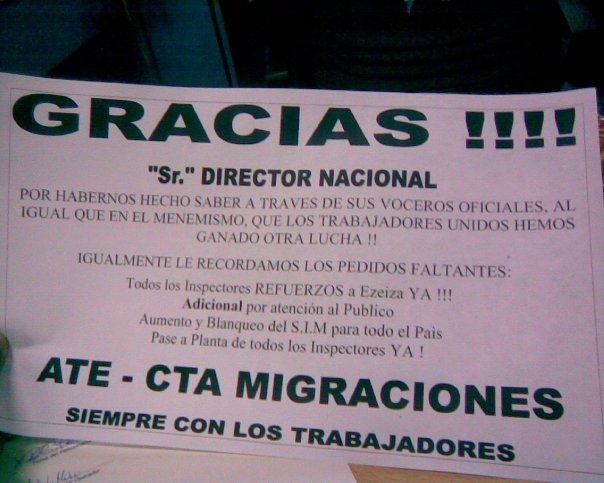 GRACIAS !!!!
"Sr." DIRECTOR NACIONAL
POR HABERNOS HECHO SABER A TRAVES DE SUS VOCEROS OFICIALES, AL
IGUAL QUE EN EL MENEMISMO, QUE LOS TRABAJADORES UNIDOS HEMOS
GANADO OTRA LUCHA !!
IGUALMENTE LE RECORDAMOS LOS PEDIDOS FALTANTES:
Todos los Inspectores REFUERZOS a Ezeiza YA !!!
Adicional por atención al Publico
Aumento y Blanqueo del S.I.M para todo el Pais
Pase a Planta de todos los Inspectores YA !
ATE - CTA MIGRACIONES
SIEMPRE CON LOS TRABAJADORES